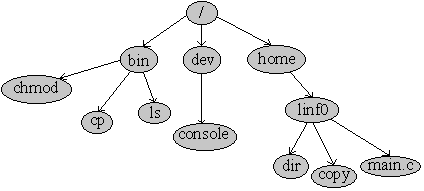 /
bin dev home
chmod cp ls console linf0
dir copy main.c